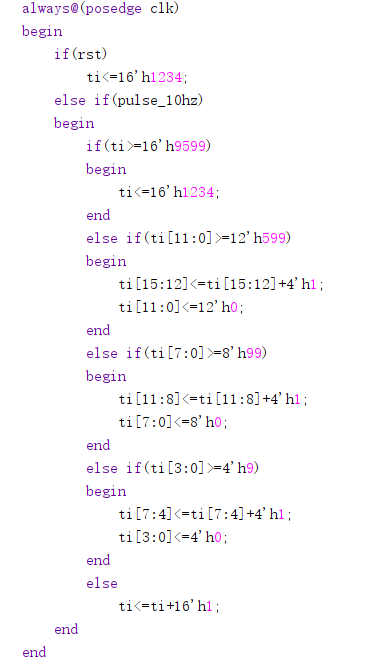 always@(posedge clk)
begin
    if(rst)
        ti<=16'h1234;
    else if(pulse_10hz)
    begin
        if(ti>=16'h9599)
        begin
            ti<=16'h1234;
        end
        else if(ti[11:0]>=12'h599)
        begin
            ti[15:12]<=ti[15:12]+4'h1;
            ti[11:0]<=12'h0;
        end
        else if(ti[7:0]>=8'h99)
        begin
            ti[11:8]<=ti[11:8]+4'h1;
            ti[7:0]<=8'h0;
        end
        else if(ti[3:0]>=4'h9)
        begin
            ti[7:4]<=ti[7:4]+4'h1;
            ti[3:0]<=4'h0;
        end
        else
            ti<=ti+16'h1;
    end
end